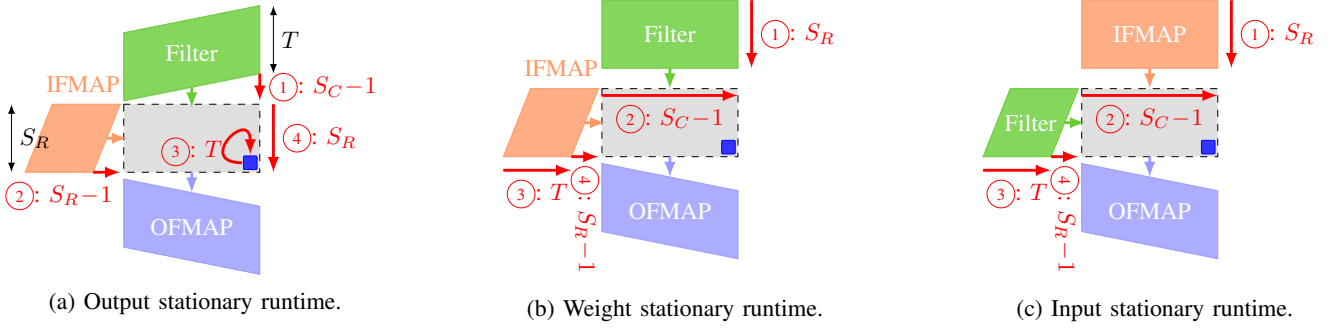 Filter
T
IFMAP
①: S_C−1
S_R
③: T
④: S_R
②: S_R−1
OFMAP
(a) Output stationary runtime.
Filter
①: S_R
IFMAP
②: S_C−1
③: T
④: S_R−1
OFMAP
(b) Weight stationary runtime.
IFMAP
①: S_R
Filter
②: S_C−1
③: T
④: S_R−1
OFMAP
(c) Input stationary runtime.